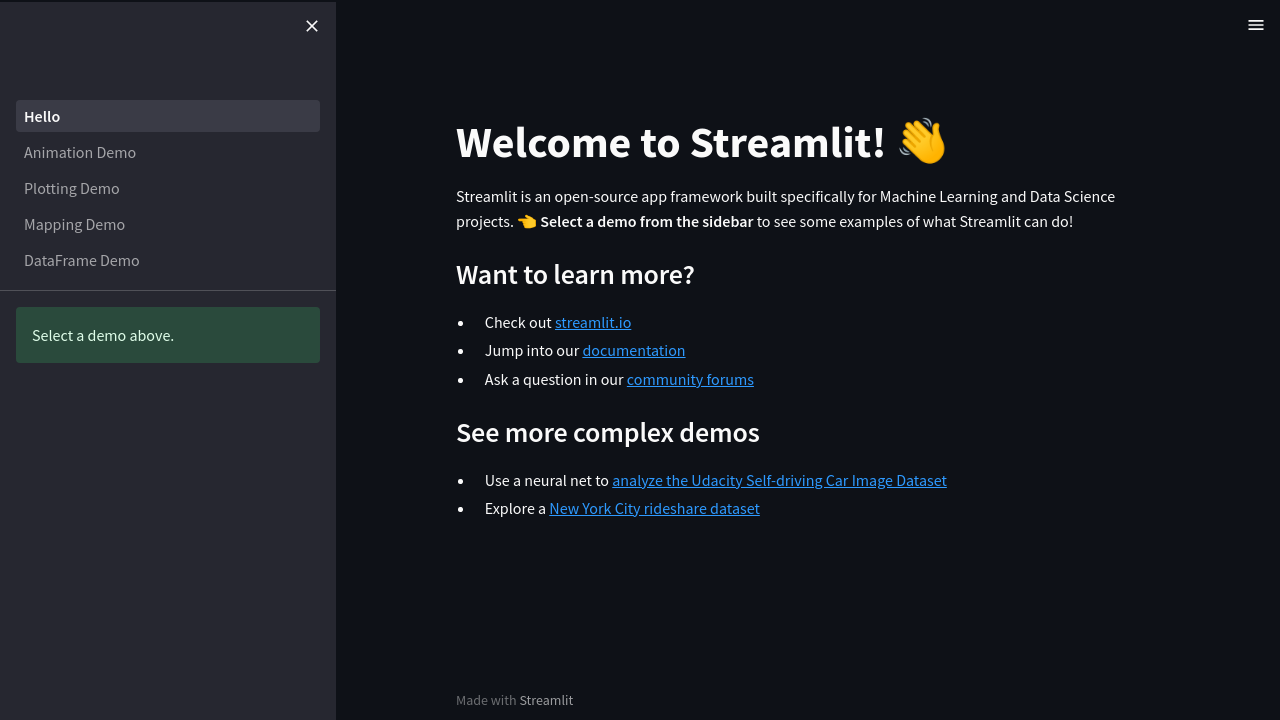 Hello
Animation Demo
Plotting Demo
Mapping Demo
DataFrame Demo
Select a demo above.
Welcome to Streamlit! 👋
Streamlit is an open-source app framework built specifically for Machine Learning and Data Science
projects. 👈 Select a demo from the sidebar to see some examples of what Streamlit can do!
Want to learn more?
• Check out streamlit.io
• Jump into our documentation
• Ask a question in our community forums
See more complex demos
• Use a neural net to analyze the Udacity Self-driving Car Image Dataset
• Explore a New York City rideshare dataset
Made with Streamlit